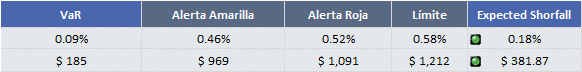 VaR Alerta Amarilla Alerta Roja Límite Expected Shorfall
0.09% 0.46% 0.52% 0.58% 0.18%
$ 185 $ 969 $ 1,091 $ 1,212 $ 381.87